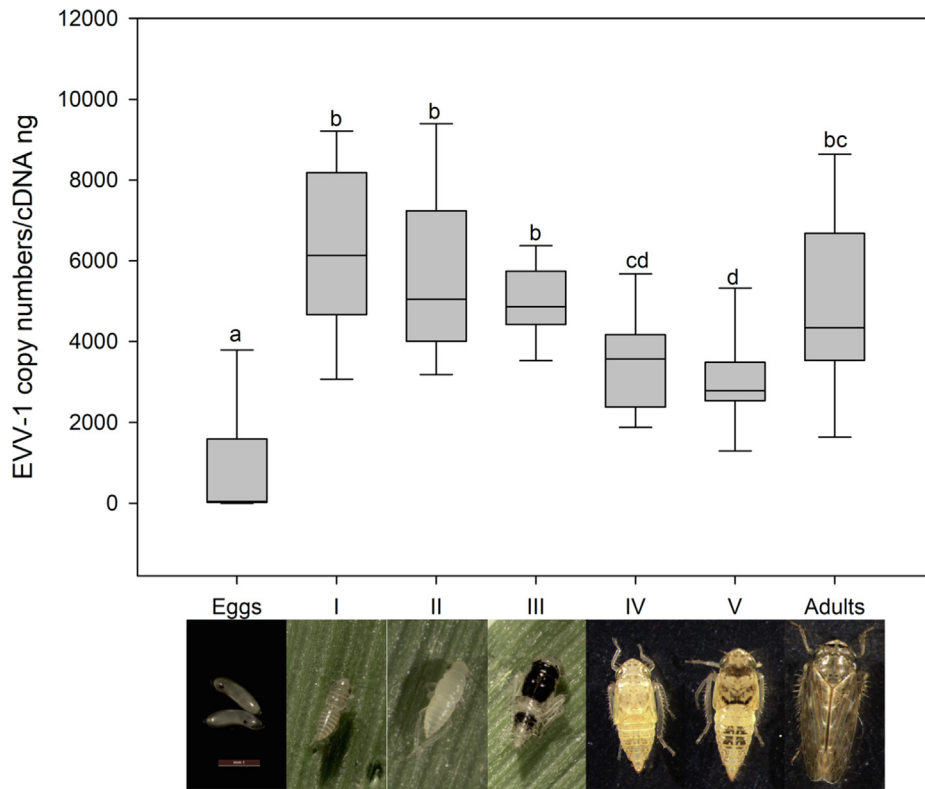 12000
10000
8000
6000
4000
2000
0
EVV-1 copy numbers/cDNA ng
a
b
b
b
cd
d
bc
Eggs I II III IV V Adults